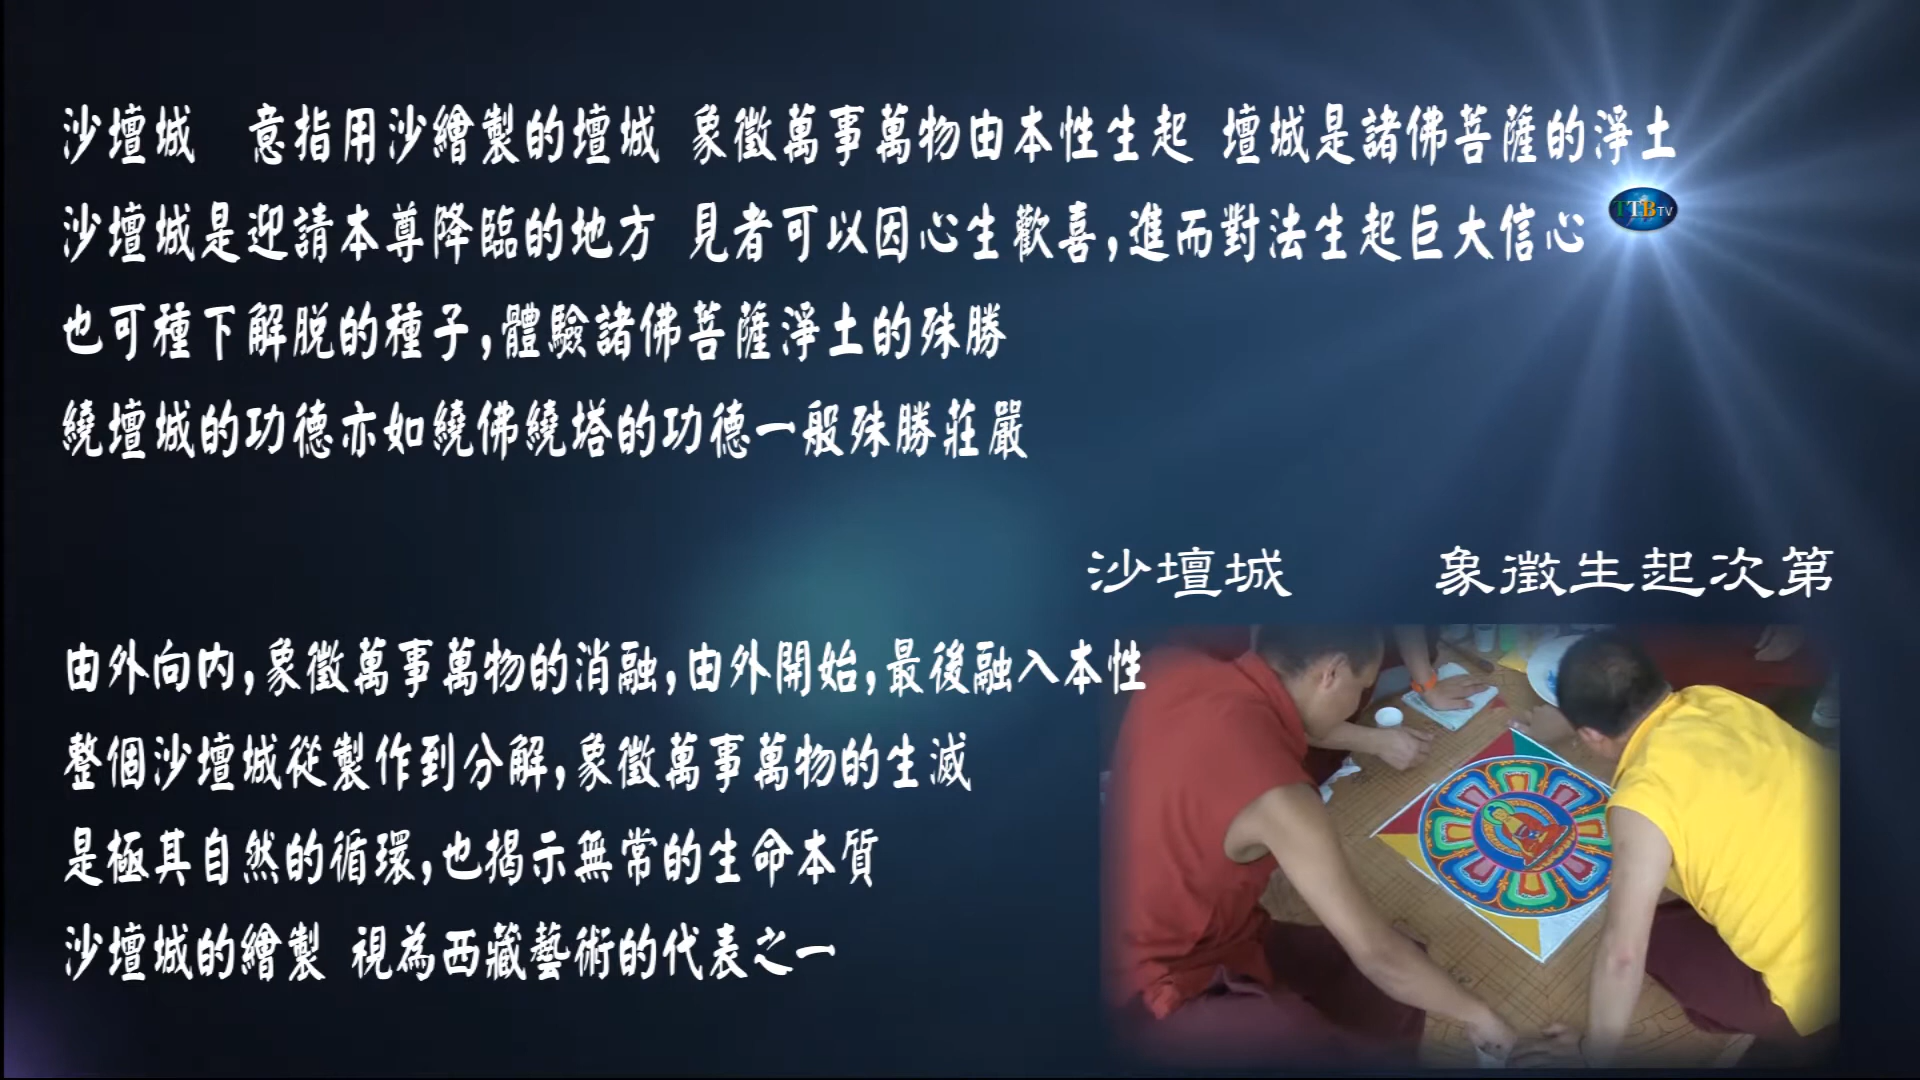 沙壇城 意指用沙繪製的壇城 象徵萬事萬物由本性生起 壇城是諸佛菩薩的淨土
TTBTV
沙壇城是迎請本尊降臨的地方 見者可以因心生歡喜,進而對法生起巨大信心
也可種下解脫的種子,體驗諸佛菩薩淨土的殊勝
繞壇城的功德亦如繞佛繞塔的功德一般殊勝莊嚴
沙壇城 象徵生起次第
由外向內,象徵萬事萬物的消融,由外開始,最後融入本性
整個沙壇城從製作到分解,象徵萬事萬物的生滅
是極其自然的循環,也揭示無常的生命本質
沙壇城的繪製 視為西藏藝術的代表之一